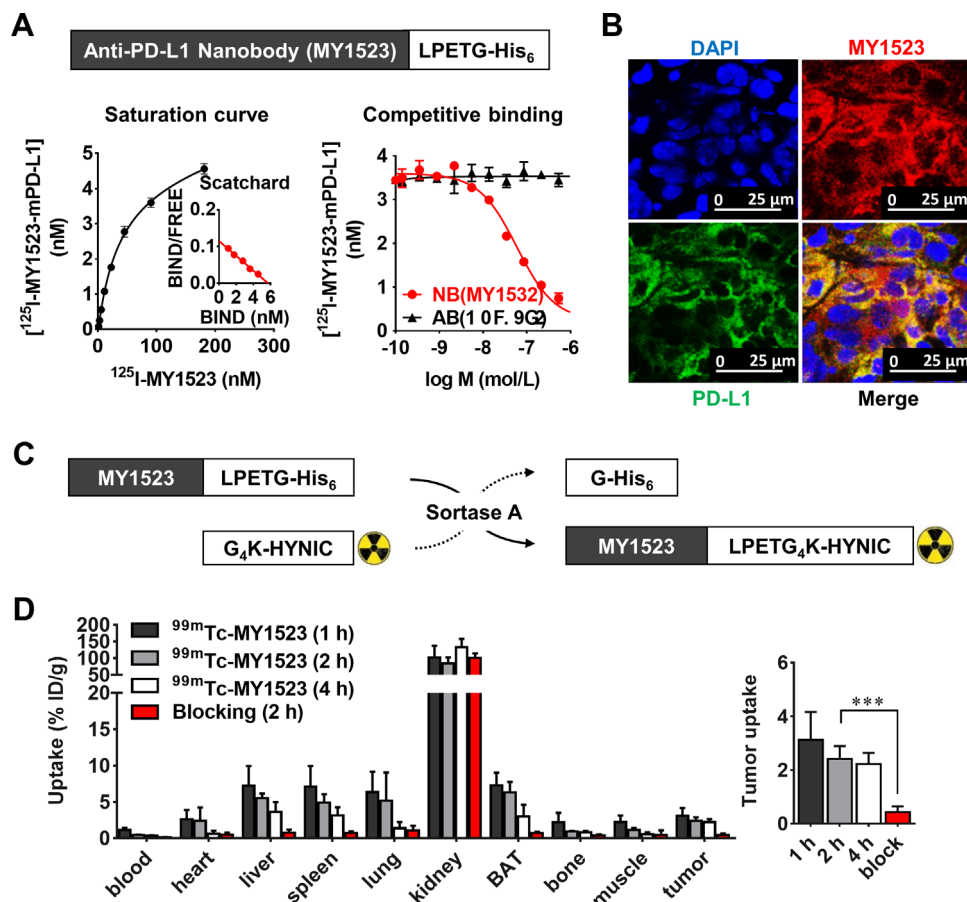 A
Anti-PD-L1 Nanobody (MY1523)
LPETG-His6
Saturation curve
[125I-MY1523-mPD-L1]
(nM)
5
4
3
2
1
0
0
100
200
300
125I-MY1523 (nM)
Scatchard
BIND/FREE
0.2
0.1
0.0
0
2
4
6
BIND (nM)
Competitive binding
[125I-MY1523-mPD-L1]
(nM)
5
4
3
2
1
0
-10
-9
-8
-7
-6
log M (mol/L)
NB(MY1532)
AB(1 0F. 9G2)
B
DAPI
MY1523
0
25 μm
0
25 μm
0
25 μm
0
25 μm
PD-L1
Merge
C
MY1523
LPETG-His6
G-His6
Sortase A
G4K-HYNIC
MY1523
LPETG4K-HYNIC
D
Uptake (% ID/g)
200
150
100
50
20
15
10
5
0
99mTc-MY1523 (1 h)
99mTc-MY1523 (2 h)
99mTc-MY1523 (4 h)
Blocking (2 h)
blood
heart
liver
spleen
lung
kidney
BAT
bone
muscle
tumor
Tumor uptake
6
4
2
0
***
1 h
2 h
4 h
block